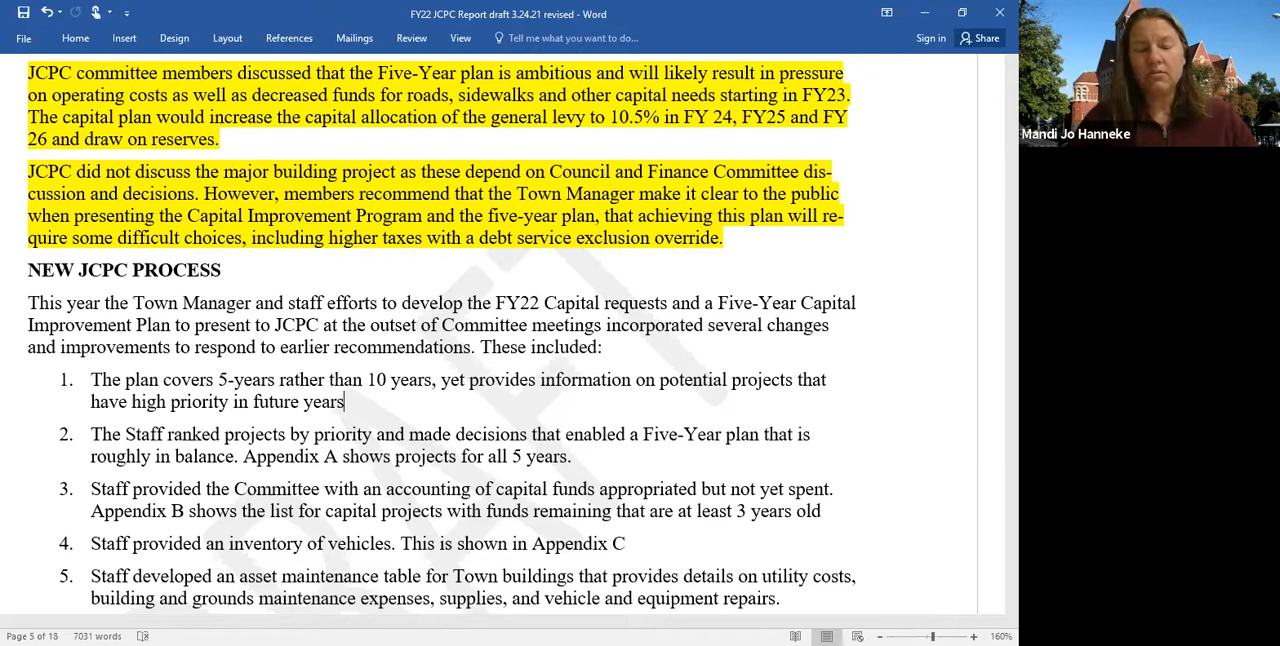 FY22 JCPC Report draft 3.24.21 revised - Word
File Home Insert Design Layout References Mailings Review View Tell me what you want to do... Sign in Share
JCPC committee members discussed that the Five-Year plan is ambitious and will likely result in pressure
on operating costs as well as decreased funds for roads, sidewalks and other capital needs starting in FY23.
The capital plan would increase the capital allocation of the general levy to 10.5% in FY 24, FY25 and FY
26 and draw on reserves.
JCPC did not discuss the major building project as these depend on Council and Finance Committee dis-
cussion and decisions. However, members recommend that the Town Manager make it clear to the public
when presenting the Capital Improvement Program and the five-year plan, that achieving this plan will re-
quire some difficult choices, including higher taxes with a debt service exclusion override.
NEW JCPC PROCESS
This year the Town Manager and staff efforts to develop the FY22 Capital requests and a Five-Year Capital
Improvement Plan to present to JCPC at the outset of Committee meetings incorporated several changes
and improvements to respond to earlier recommendations. These included:
1. The plan covers 5-years rather than 10 years, yet provides information on potential projects that
have high priority in future years
2. The Staff ranked projects by priority and made decisions that enabled a Five-Year plan that is
roughly in balance. Appendix A shows projects for all 5 years.
3. Staff provided the Committee with an accounting of capital funds appropriated but not yet spent.
Appendix B shows the list for capital projects with funds remaining that are at least 3 years old
4. Staff provided an inventory of vehicles. This is shown in Appendix C
5. Staff developed an asset maintenance table for Town buildings that provides details on utility costs,
building and grounds maintenance expenses, supplies, and vehicle and equipment repairs.
DRAFT
Page 5 of 18 7031 words 160%
Mandi Jo Hanneke